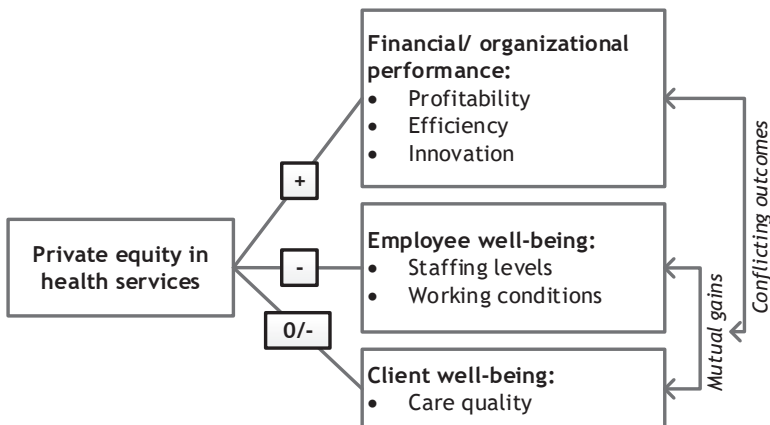 Financial/ organizational
performance:
• Profitability
• Efficiency
• Innovation
+
Private equity in
health services
-
Employee well-being:
• Staffing levels
• Working conditions
0/-
Client well-being:
• Care quality
Mutual gains
Conflicting outcomes